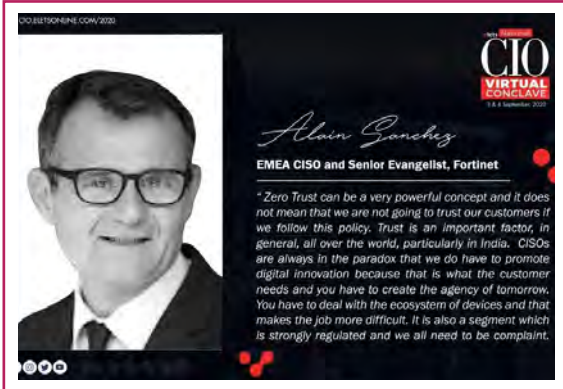 CIO.ELETSONLINE.COM/2020
National
CIO
VIRTUAL
CONCLAVE
September, 2020
Alain Sanchez
EMEA CISO and Senior Evangelist, Fortinet
" Zero Trust can be a very powerful concept and it does
not mean that we are not going to trust our customers if
we follow this policy. Trust is an important factor, in
general, all over the world, particularly in India. CISOs
are always in the paradox that we do have to promote
digital innovation because that is what the customer
needs and you have to create the agency of tomorrow.
You have to deal with the ecosystem of devices and that
makes the job more difficult. It is also a segment which
is strongly regulated and we all need to be complaint.